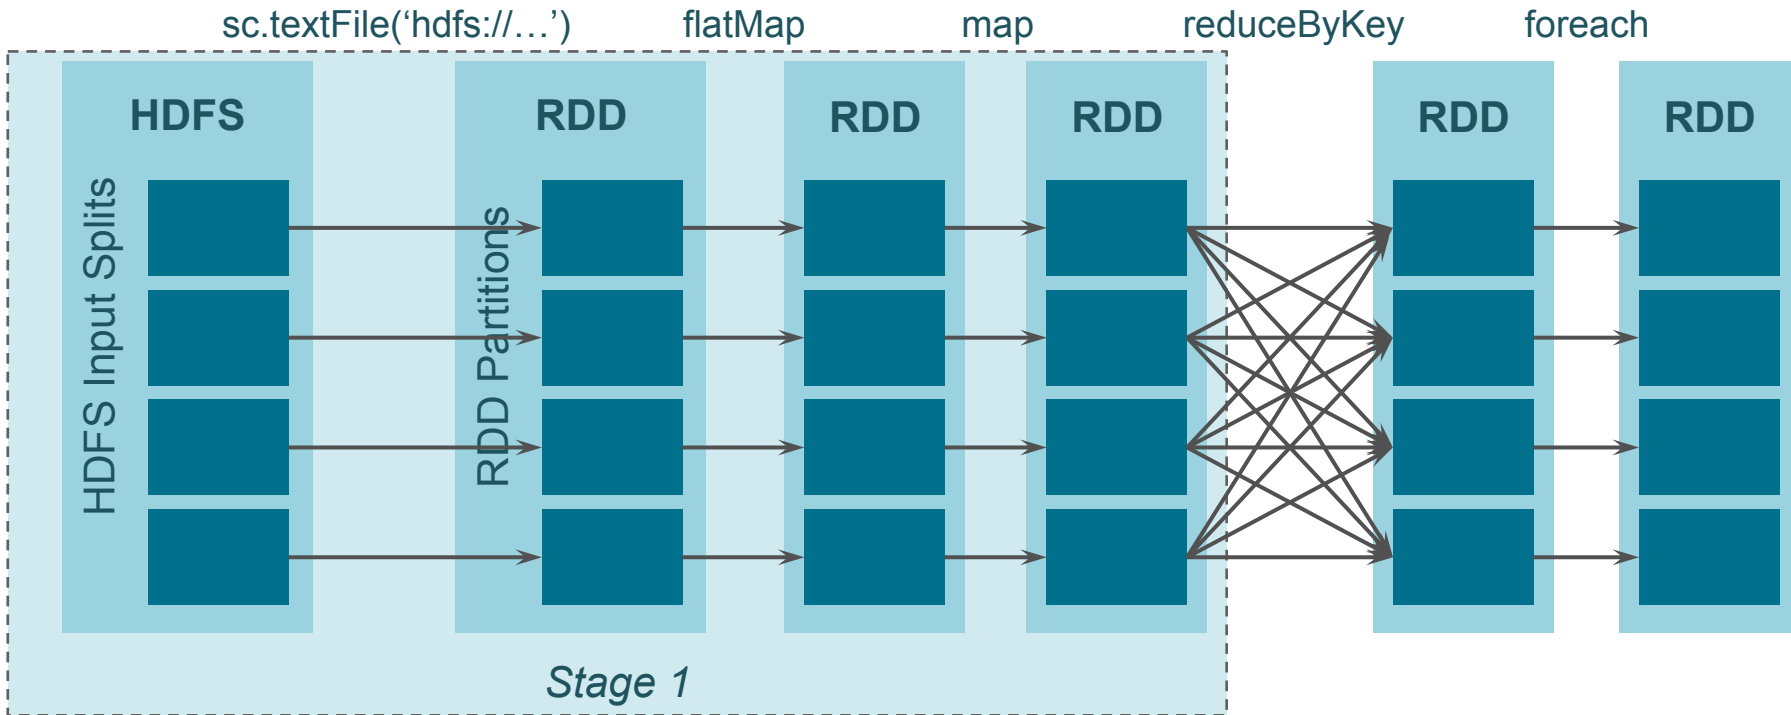 sc.textFile(‘hdfs://…’) flatMap map reduceByKey foreach
HDFS RDD RDD RDD RDD RDD
HDFS Input Splits
RDD Partitions
Stage 1